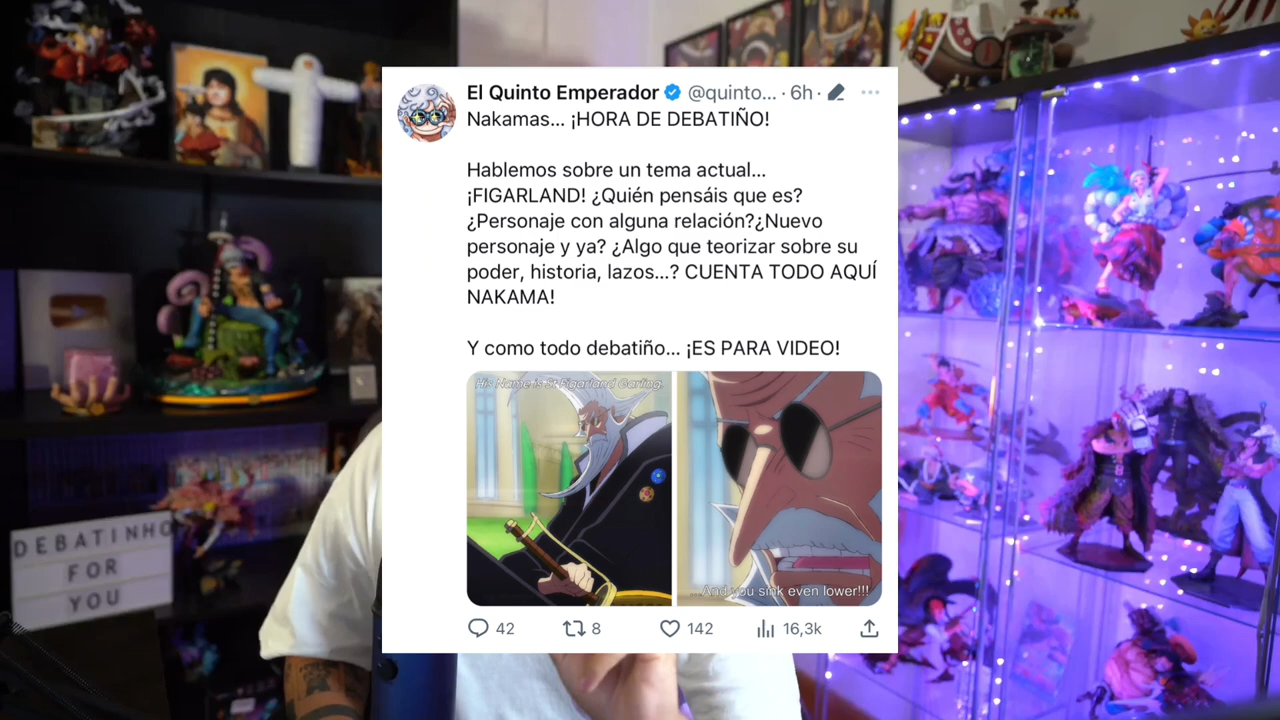 El Quinto Emperador @quinto... · 6h ·
Nakamas... ¡HORA DE DEBATIÑO!
Hablemos sobre un tema actual...
¡FIGARLAND! ¿Quién pensáis que es?
¿Personaje con alguna relación?¿Nuevo
personaje y ya? ¿Algo que teorizar sobre su
poder, historia, lazos...? CUENTA TODO AQUÍ
NAKAMA!
Y como todo debatiño... ¡ES PARA VIDEO!
His Name is St Figarland Garling.
And you sink even lower!!!
42
8
142
16,3k
DEBATINHO
FOR
YOU